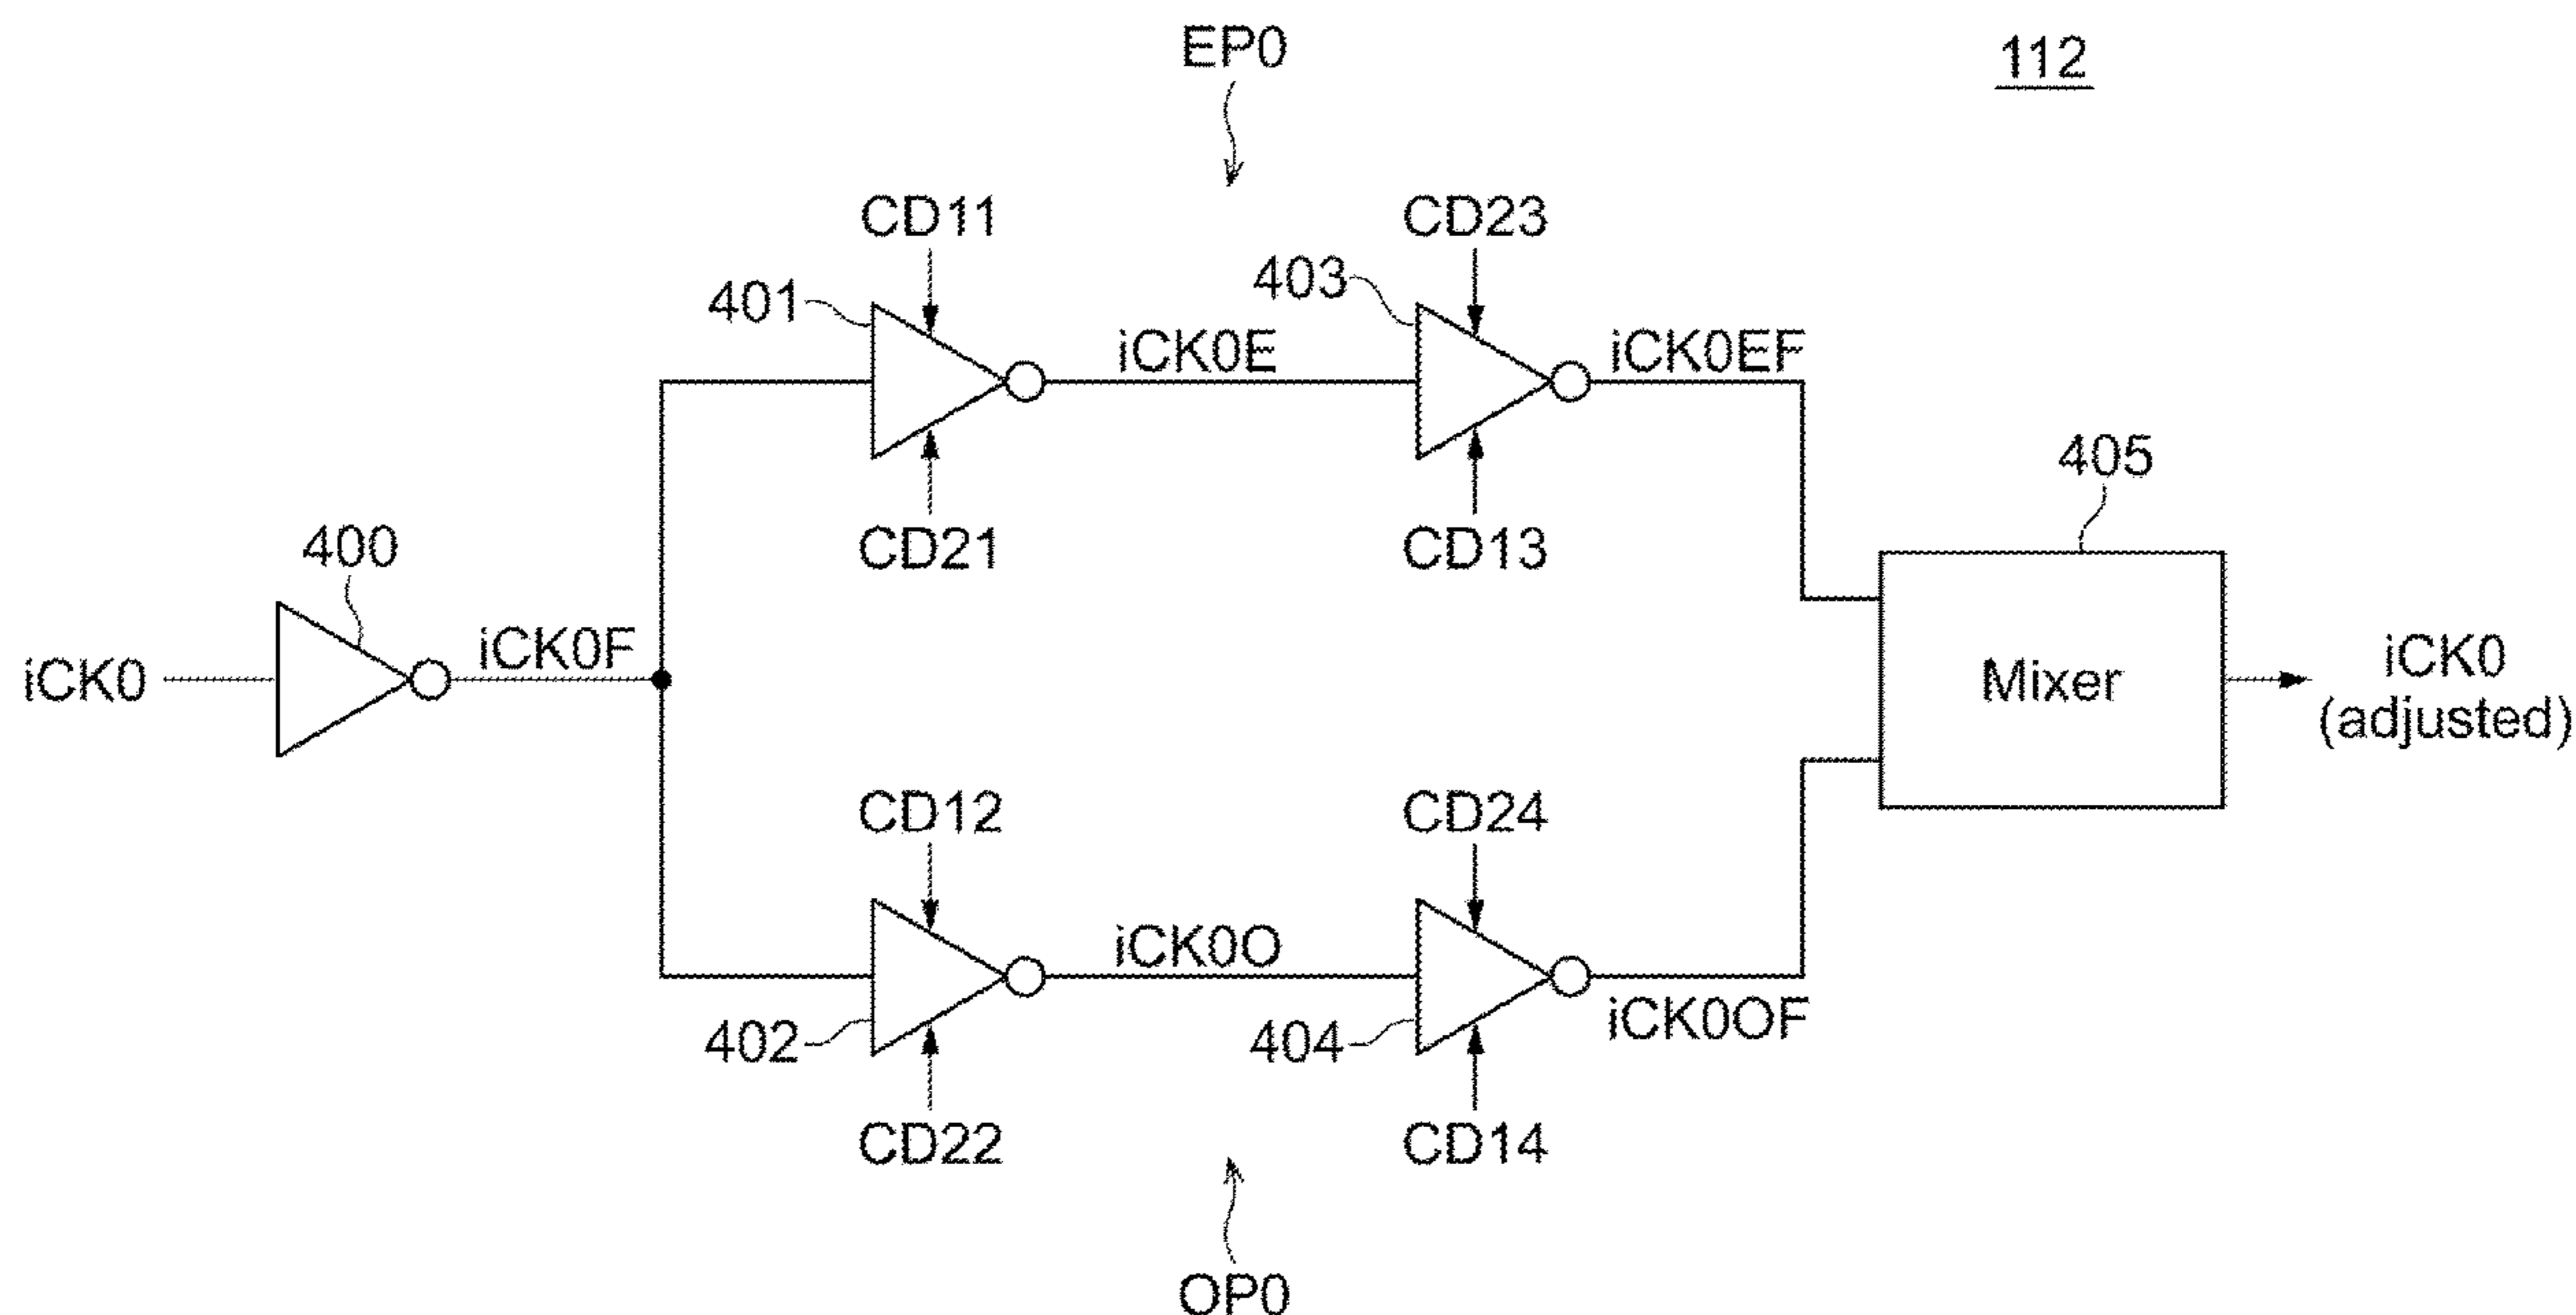 EP0
112
CD11
CD23
401
403
iCK0E
iCK0EF
CD21
CD13
405
400
iCK0
iCK0F
Mixer
iCK0
(adjusted)
CD12
CD24
iCK0O
402
404
iCK0OF
CD22
CD14
OP0